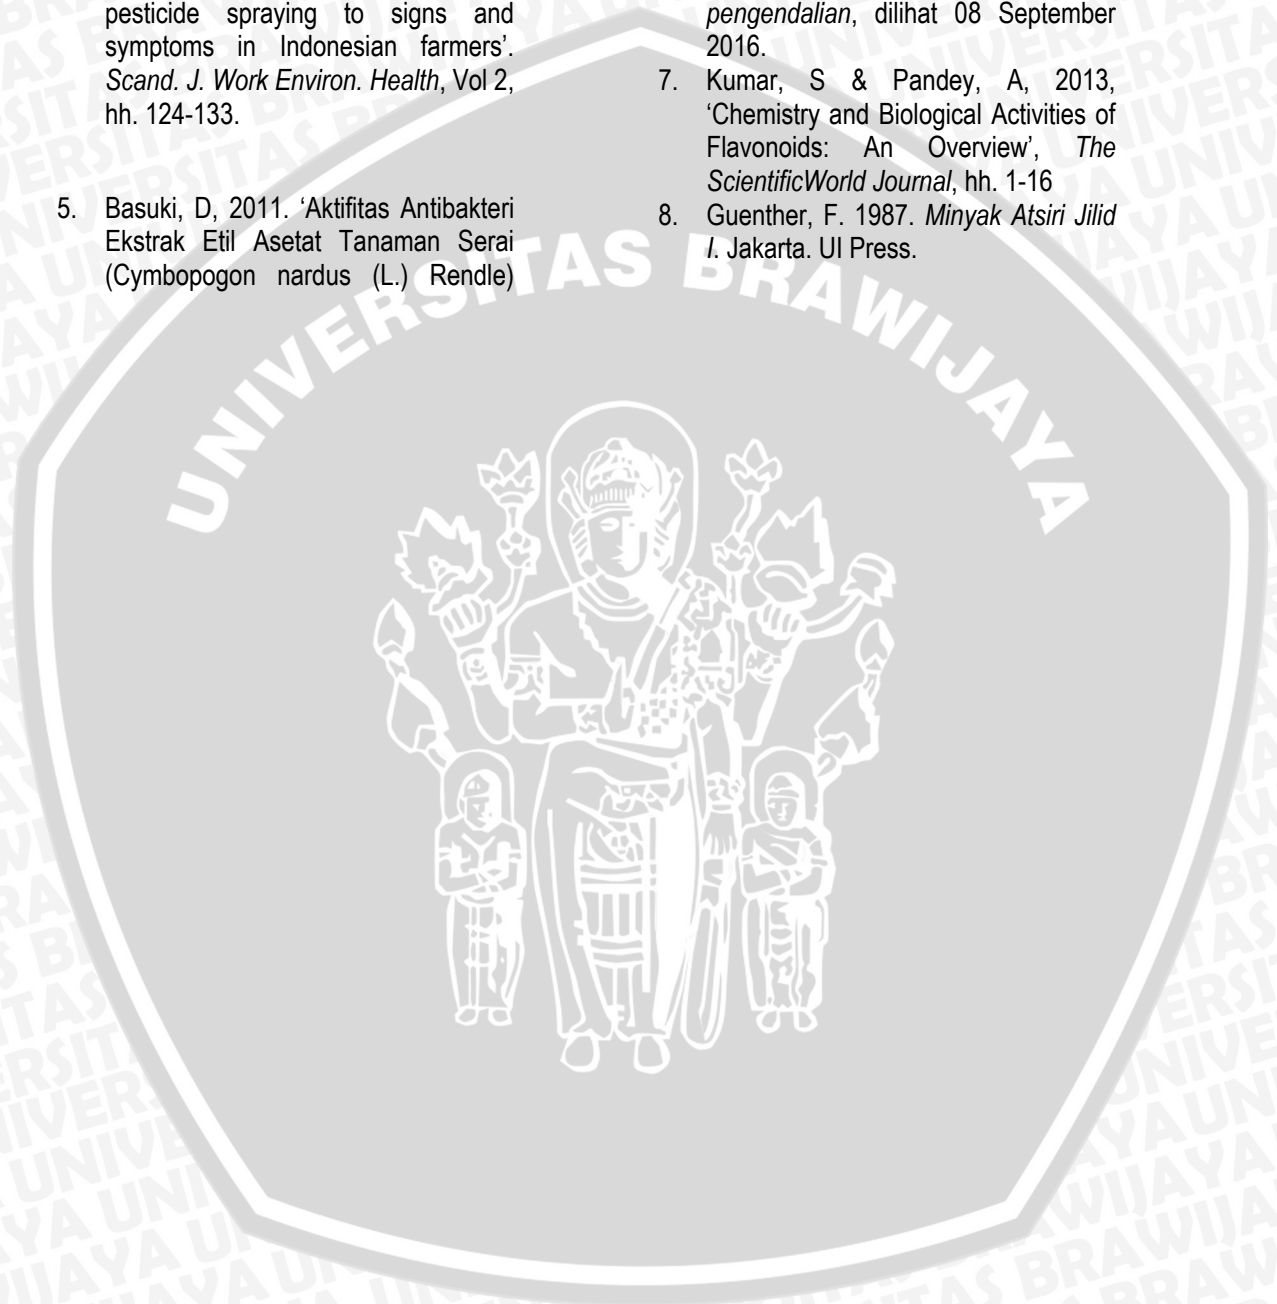 pesticide spraying to signs and
symptoms in Indonesian farmers’.
Scand. J. Work Environ. Health, Vol 2,
hh. 124-133.
5. Basuki, D, 2011. ‘Aktifitas Antibakteri
Ekstrak Etil Asetat Tanaman Serai
(Cymbopogon nardus (L.) Rendle)
pengendalian, dilihat 08 September
2016.
7. Kumar, S & Pandey, A, 2013,
‘Chemistry and Biological Activities of
Flavonoids: An Overview’, The
ScientificWorld Journal, hh. 1-16
8. Guenther, F. 1987. Minyak Atsiri Jilid
I. Jakarta. UI Press.
UNIVERSITAS BRAWIJAYA